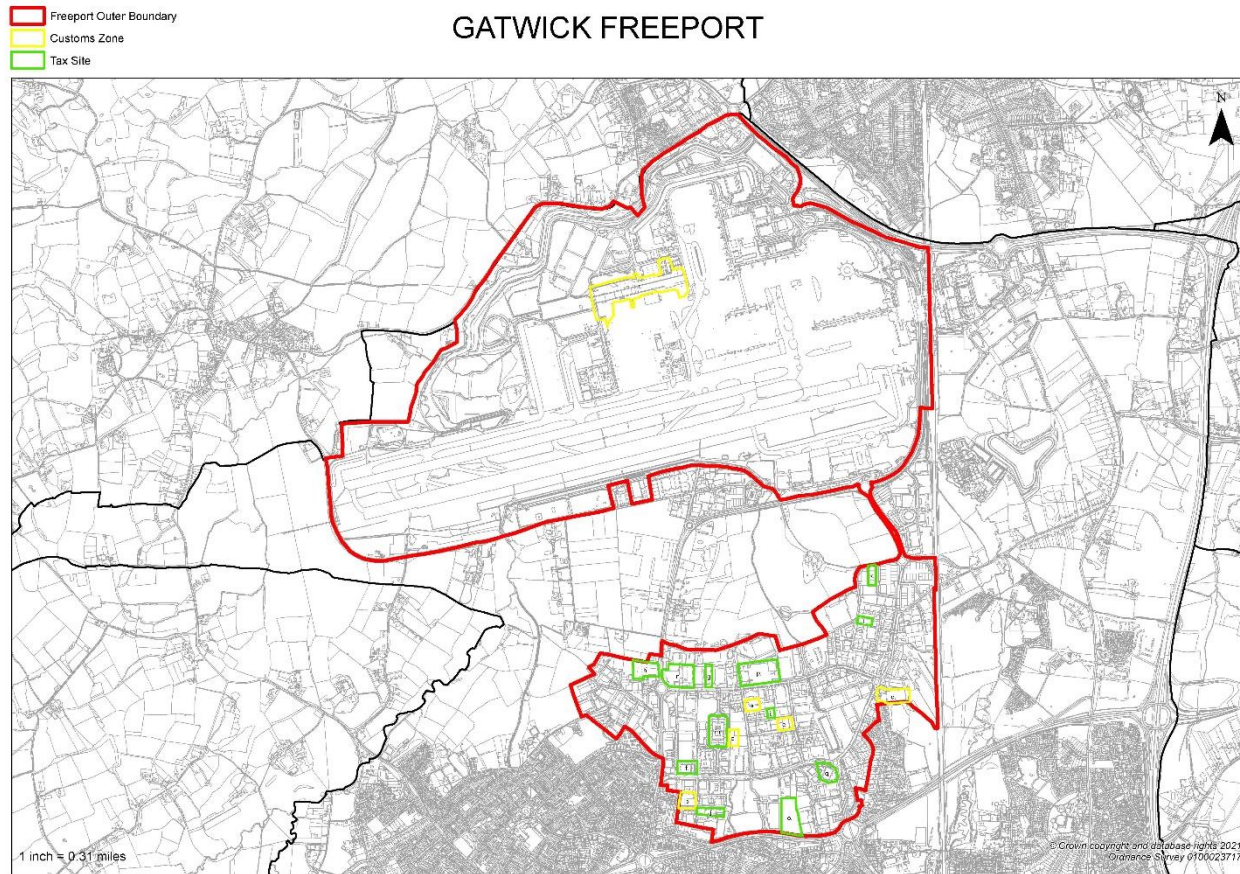 Freeport Outer Boundary
GATWICK FREEPORT
Customs Zone
Tax Site
N
1 inch = 0.31 miles
© Crown copyright and database rights 2021
Ordnance Survey 0100023717